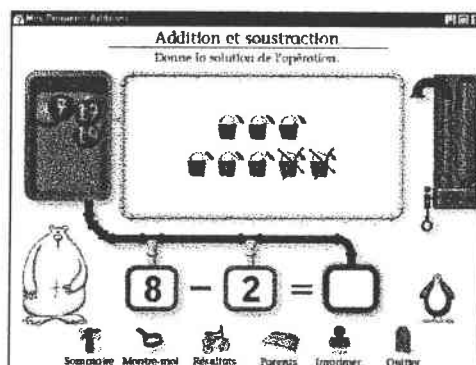 Mes Premières Additions
Addition et soustraction
Donne la solution de l'opération.
8 - 2 =
Sommaire Montre-moi Résultats Parents Imprimer Quitter